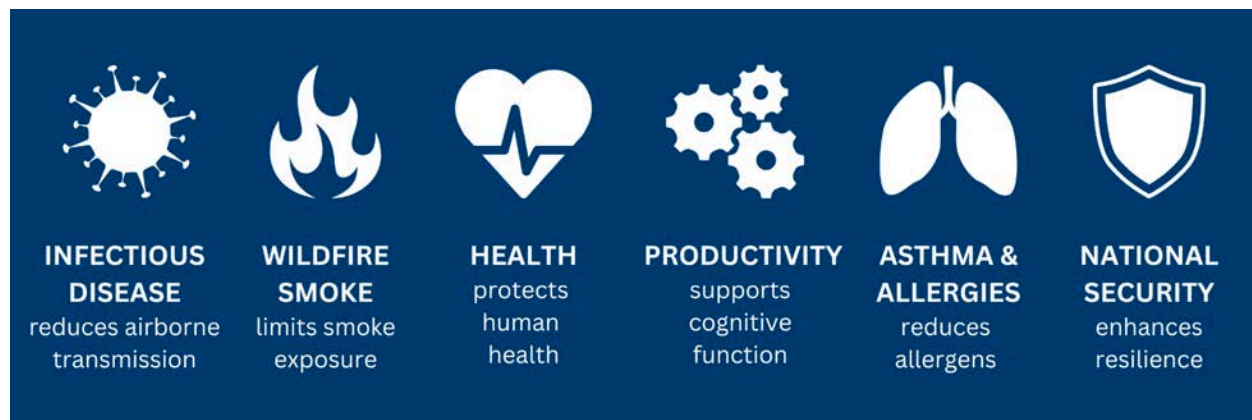 INFECTIOUS
DISEASE
reduces airborne
transmission
WILDFIRE
SMOKE
limits smoke
exposure
HEALTH
protects
human
health
PRODUCTIVITY
supports
cognitive
function
ASTHMA &
ALLERGIES
reduces
allergens
NATIONAL
SECURITY
enhances
resilience